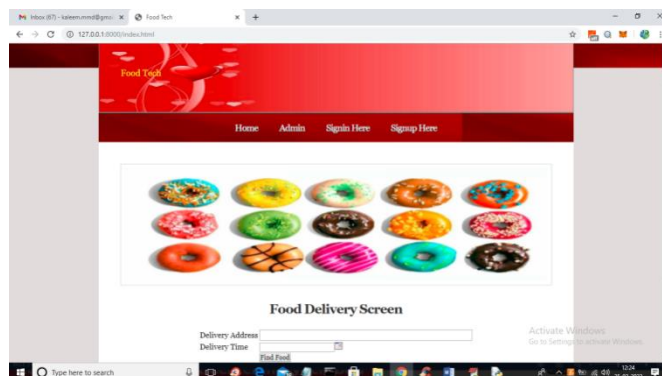 Inbox (67) - kaleem.mmd@gmai
Food Tech
127.0.0.1:8000/index.html
Food Tech
Home Admin Signin Here Signup Here
Food Delivery Screen
Delivery Address
Delivery Time
Find Food
Activate Windows
Go to Settings to activate Windows.
Type here to search
12:24